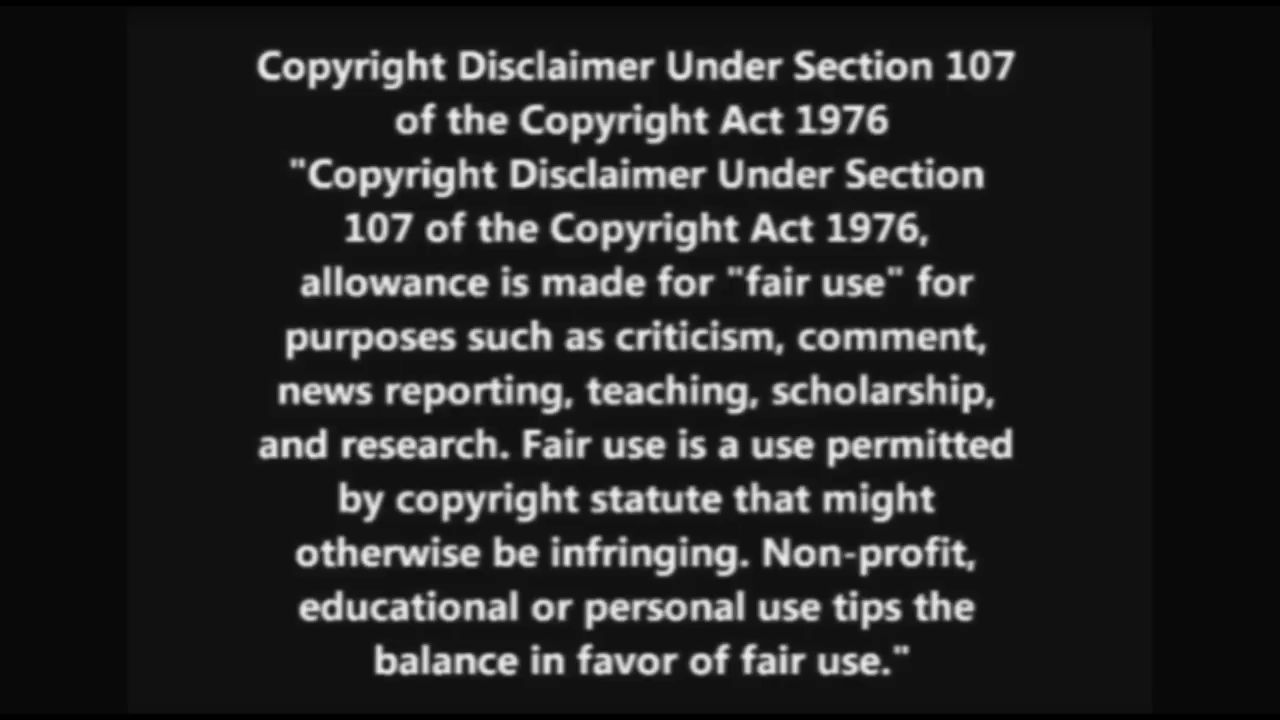 Copyright Disclaimer Under Section 107
of the Copyright Act 1976
"Copyright Disclaimer Under Section
107 of the Copyright Act 1976,
allowance is made for "fair use" for
purposes such as criticism, comment,
news reporting, teaching, scholarship,
and research. Fair use is a use permitted
by copyright statute that might
otherwise be infringing. Non-profit,
educational or personal use tips the
balance in favor of fair use."